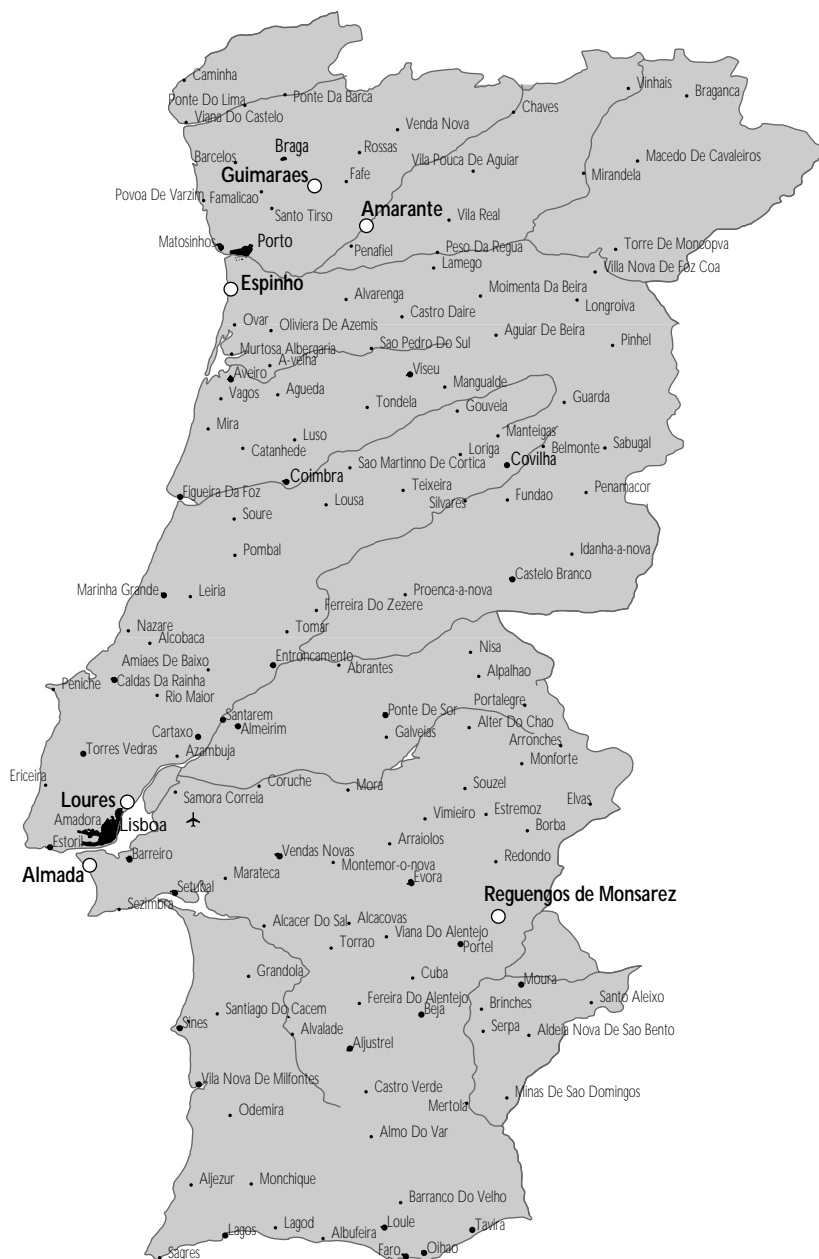 Caminha
Vinhais
Braganca
Ponte Do Lima
Ponte Da Barca
Chaves
Viana Do Castelo
Venda Nova
Braga
Rossas
Barcelos
Vila Pouca De Aguiar
Macedo De Cavaleiros
Guimaraes
Fafe
Mirandela
Povoa De Varzim
Famalicao
Santo Tirso
Amarante
Vila Real
Matosinhos
Porto
Penafiel
Peso Da Regua
Torre De Moncopva
Lamego
Villa Nova De Foz Coa
Espinho
Alvarenga
Moimenta Da Beira
Longroiva
Ovar
Oliviera De Azemis
Castro Daire
Aguiar De Beira
Pinhel
Murtosa
Albergaria
A-velha
Sao Pedro Do Sul
Aveiro
Viseu
Vagos
Agueda
Mangualde
Tondela
Gouveia
Guarda
Mira
Luso
Manteigas
Catanhede
Loriga
Belmonte
Sabugal
Sao Martinno De Cortica
Covilha
Coimbra
Teixeira
Figueira Da Foz
Lousa
Silvares
Fundao
Penamacor
Soure
Pombal
Idanha-a-nova
Castelo Branco
Marinha Grande
Leiria
Proenca-a-nova
Ferreira Do Zezere
Nazare
Tomar
Alcobaca
Nisa
Amiaes De Baixo
Entroncamento
Abrantes
Alpalhao
Peniche
Caldas Da Rainha
Rio Maior
Portalegre
Santarem
Ponte De Sor
Almeirim
Alter Do Chao
Cartaxo
Galveias
Arronches
Torres Vedras
Azambuja
Monforte
Ericeira
Coruche
Mora
Souzel
Samora Correia
Loures
Elvas
Vimieiro
Estremoz
Amadora
Lisboa
Borba
Estoril
Arraiolos
Barreiro
Vendas Novas
Montemor-o-nova
Redondo
Almada
Marateca
Evora
Setubal
Reguengos de Monsarez
Sezimbra
Alcacer Do Sal
Alcacovas
Viana Do Alentejo
Torrao
Portel
Grandola
Cuba
Moura
Santiago Do Cacem
Fereira Do Alentejo
Brinches
Santo Aleixo
Beja
Sines
Alvalade
Serpa
Aldeja Nova De Sao Bento
Aljustrel
Vila Nova De Milfontes
Castro Verde
Minas De Sao Domingos
Mertola
Odemira
Almo Do Var
Aljezur
Monchique
Barranco Do Velho
Lagos
Lagod
Albufeira
Loule
Tavira
Sagres
Faro
Olhao